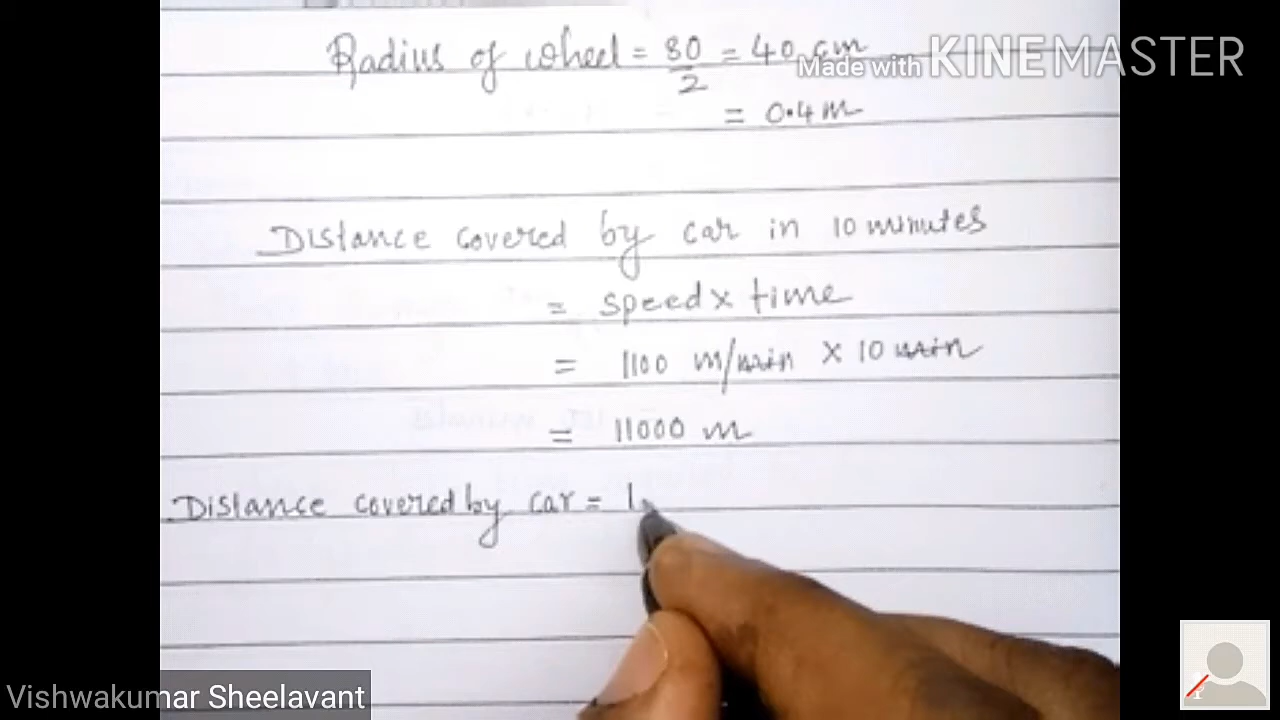 Radius of wheel = 80/2 = 40 cm
Made with KINEMASTER
= 0.4 m
Distance covered by car in 10 minutes
= speed x time
= 1100 m/min x 10 min
= 11000 m
Distance covered by car = 1
Vishwakumar Sheelavant